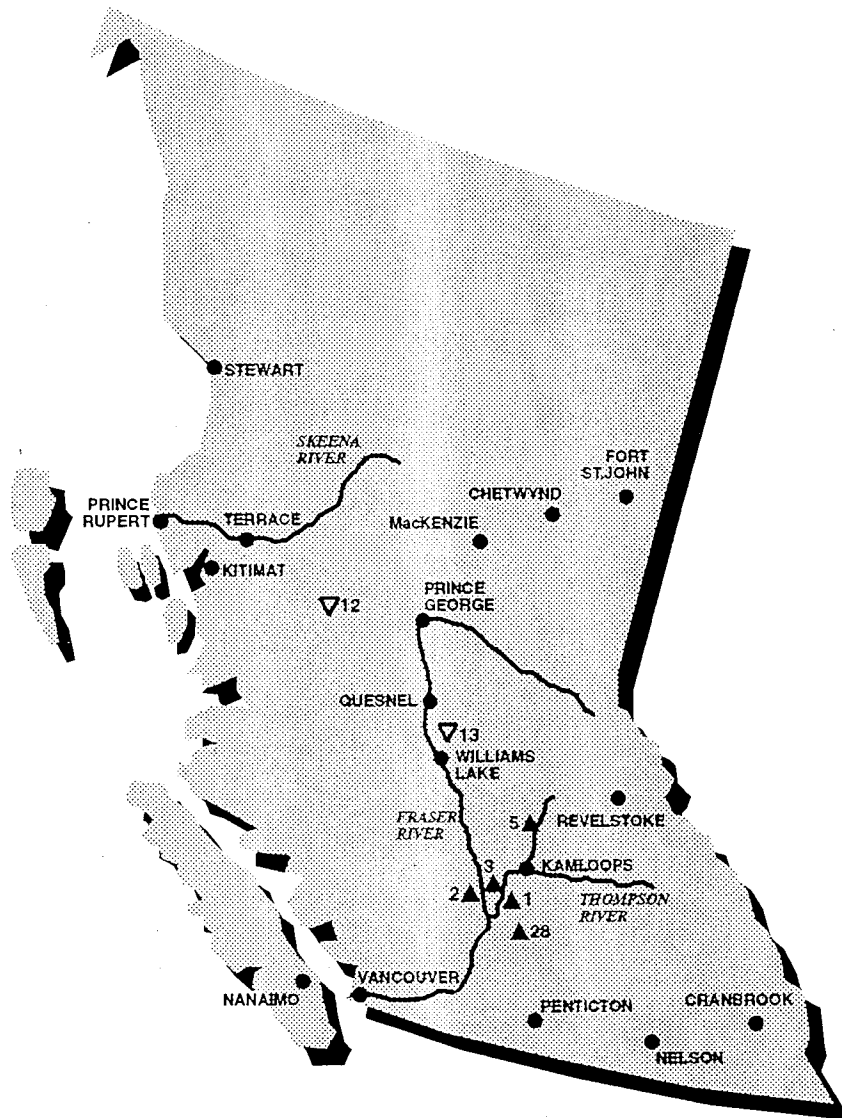 STEWART
SKEENA
RIVER
FORT
ST.JOHN
CHETWYND
PRINCE
RUPERT
TERRACE
MacKENZIE
KITIMAT
12
PRINCE
GEORGE
QUESNEL
13
WILLIAMS
LAKE
FRASER
RIVER
5
REVELSTOKE
3
KAMLOOPS
2
1
THOMPSON
RIVER
28
VANCOUVER
NANAIMO
PENTICTON
CRANBROOK
NELSON